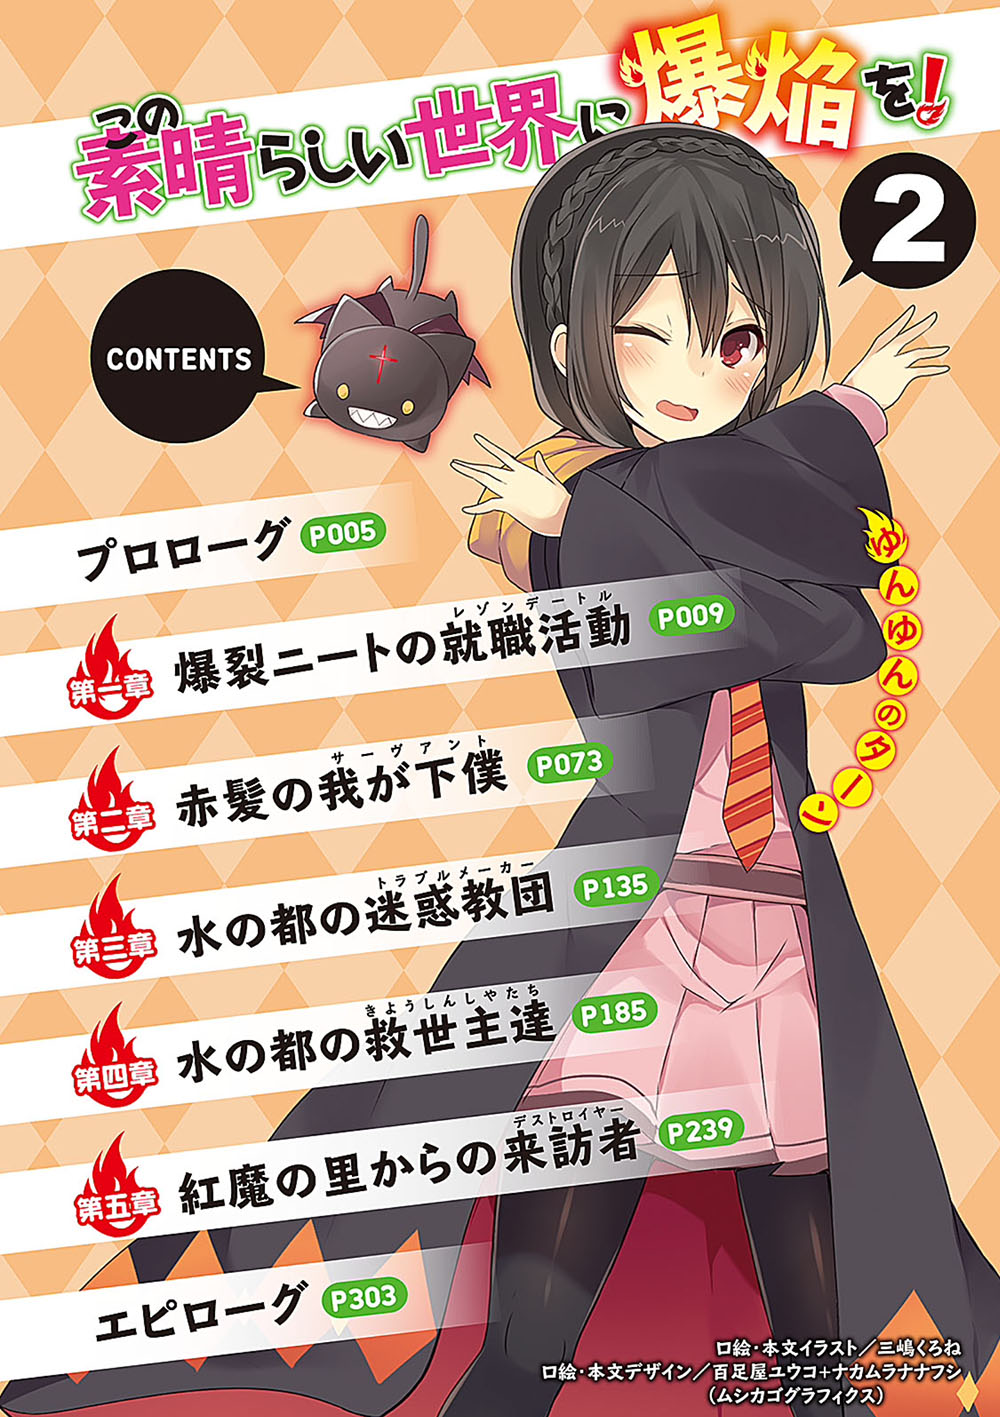 この素晴らしい世界に爆焔を!
2
CONTENTS
プロローグ P005
第一章 爆裂ニートの就職活動 P009
レゾンデートル
第二章 赤髪の我が下僕 P073
サーヴァント
第三章 水の都の迷惑教団 P135
トラブルメーカー
第四章 水の都の救世主達 P185
きようしんしやたち
第五章 紅魔の里からの来訪者 P239
デストロイヤー
エピローグ P303
ゆんゆんのターン
口絵・本文イラスト／三嶋くろね
口絵・本文デザイン／百足屋ユウコ+ナカムラナナフシ
（ムシカゴグラフィクス）